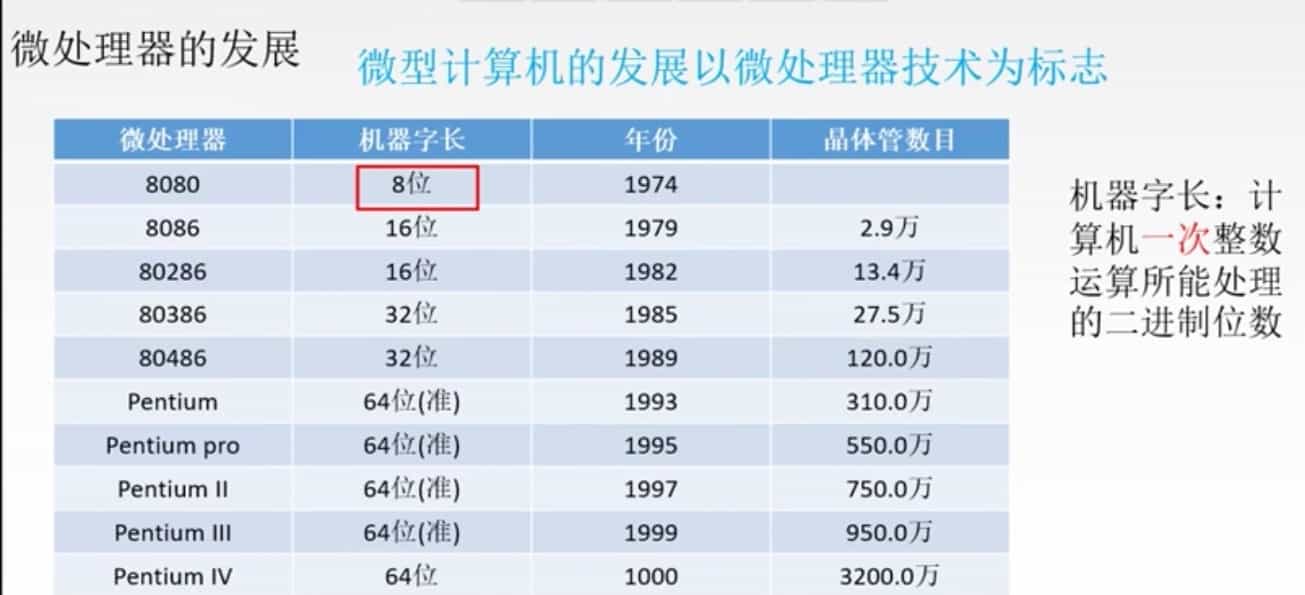 微处理器的发展
微型计算机的发展以微处理器技术为标志
微处理器 机器字长 年份 晶体管数目
8080 8位 1974
8086 16位 1979 2.9万
80286 16位 1982 13.4万
80386 32位 1985 27.5万
80486 32位 1989 120.0万
Pentium 64位(准) 1993 310.0万
Pentium pro 64位(准) 1995 550.0万
Pentium II 64位(准) 1997 750.0万
Pentium III 64位(准) 1999 950.0万
Pentium IV 64位 1000 3200.0万
机器字长：计
算机一次整数
运算所能处理
的二进制位数